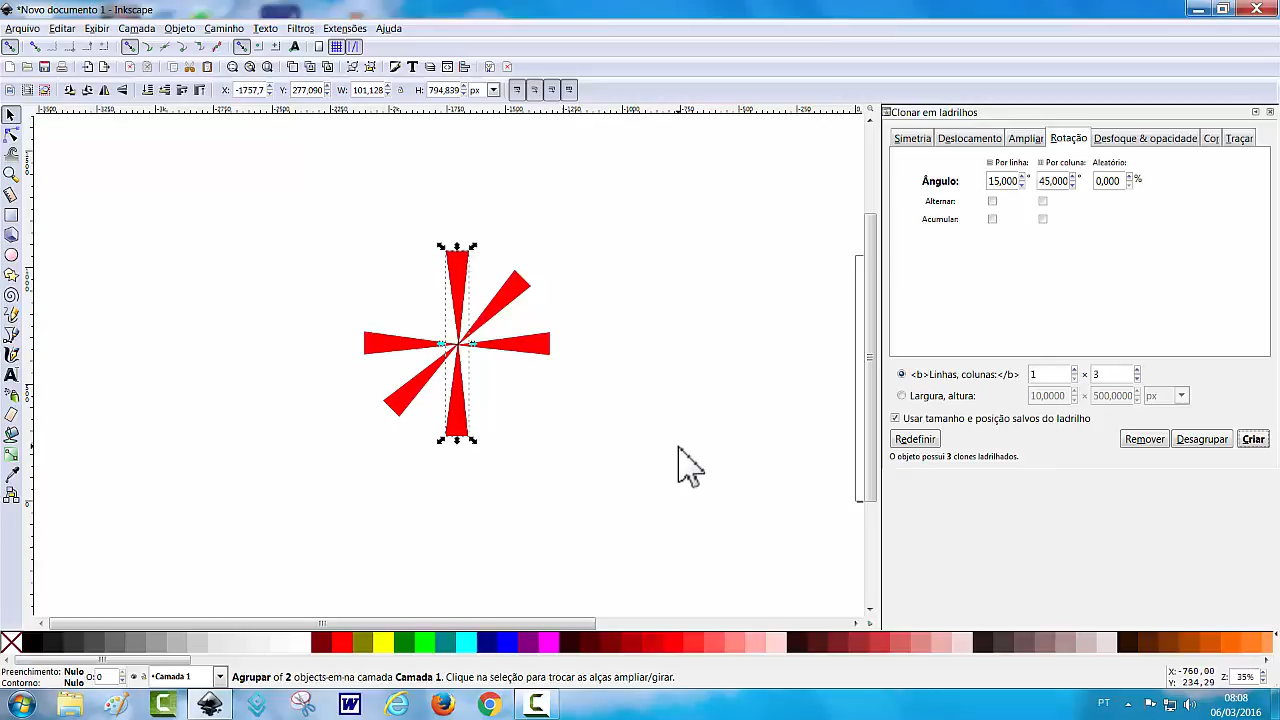 *Novo documento 1 - Inkscape
Arquivo Editar Exibir Camada Objeto Caminho Texto Filtros Extensões Ajuda
X: -1757,7 Y: 277,090 W: 101,128 H: 794,839 px
Clonar em ladrilhos
Simetria Deslocamento Ampliar Rotação Desfoque & opacidade Cor Traçar
Por linha: Por coluna: Aleatório:
Ângulo: 15,000 ° 45,000 ° 0,000 %
Alternar:
Acumular:
<b>Linhas, colunas:</b> 1 × 3
Largura, altura: 10,0000 × 500,0000 px
Usar tamanho e posição salvos do ladrilho
Redefinir Remover Desagrupar Criar
O objeto possui 3 clones ladrilhados.
Preenchimento: Nulo
Contorno: Nulo
O: 0
•Camada 1
Agrupar of 2 objects-em-na camada Camada 1. Clique na seleção para trocar as alças ampliar/girar.
X: -760,00
Y: 234,29
Z: 35%
PT
08:08
06/03/2016